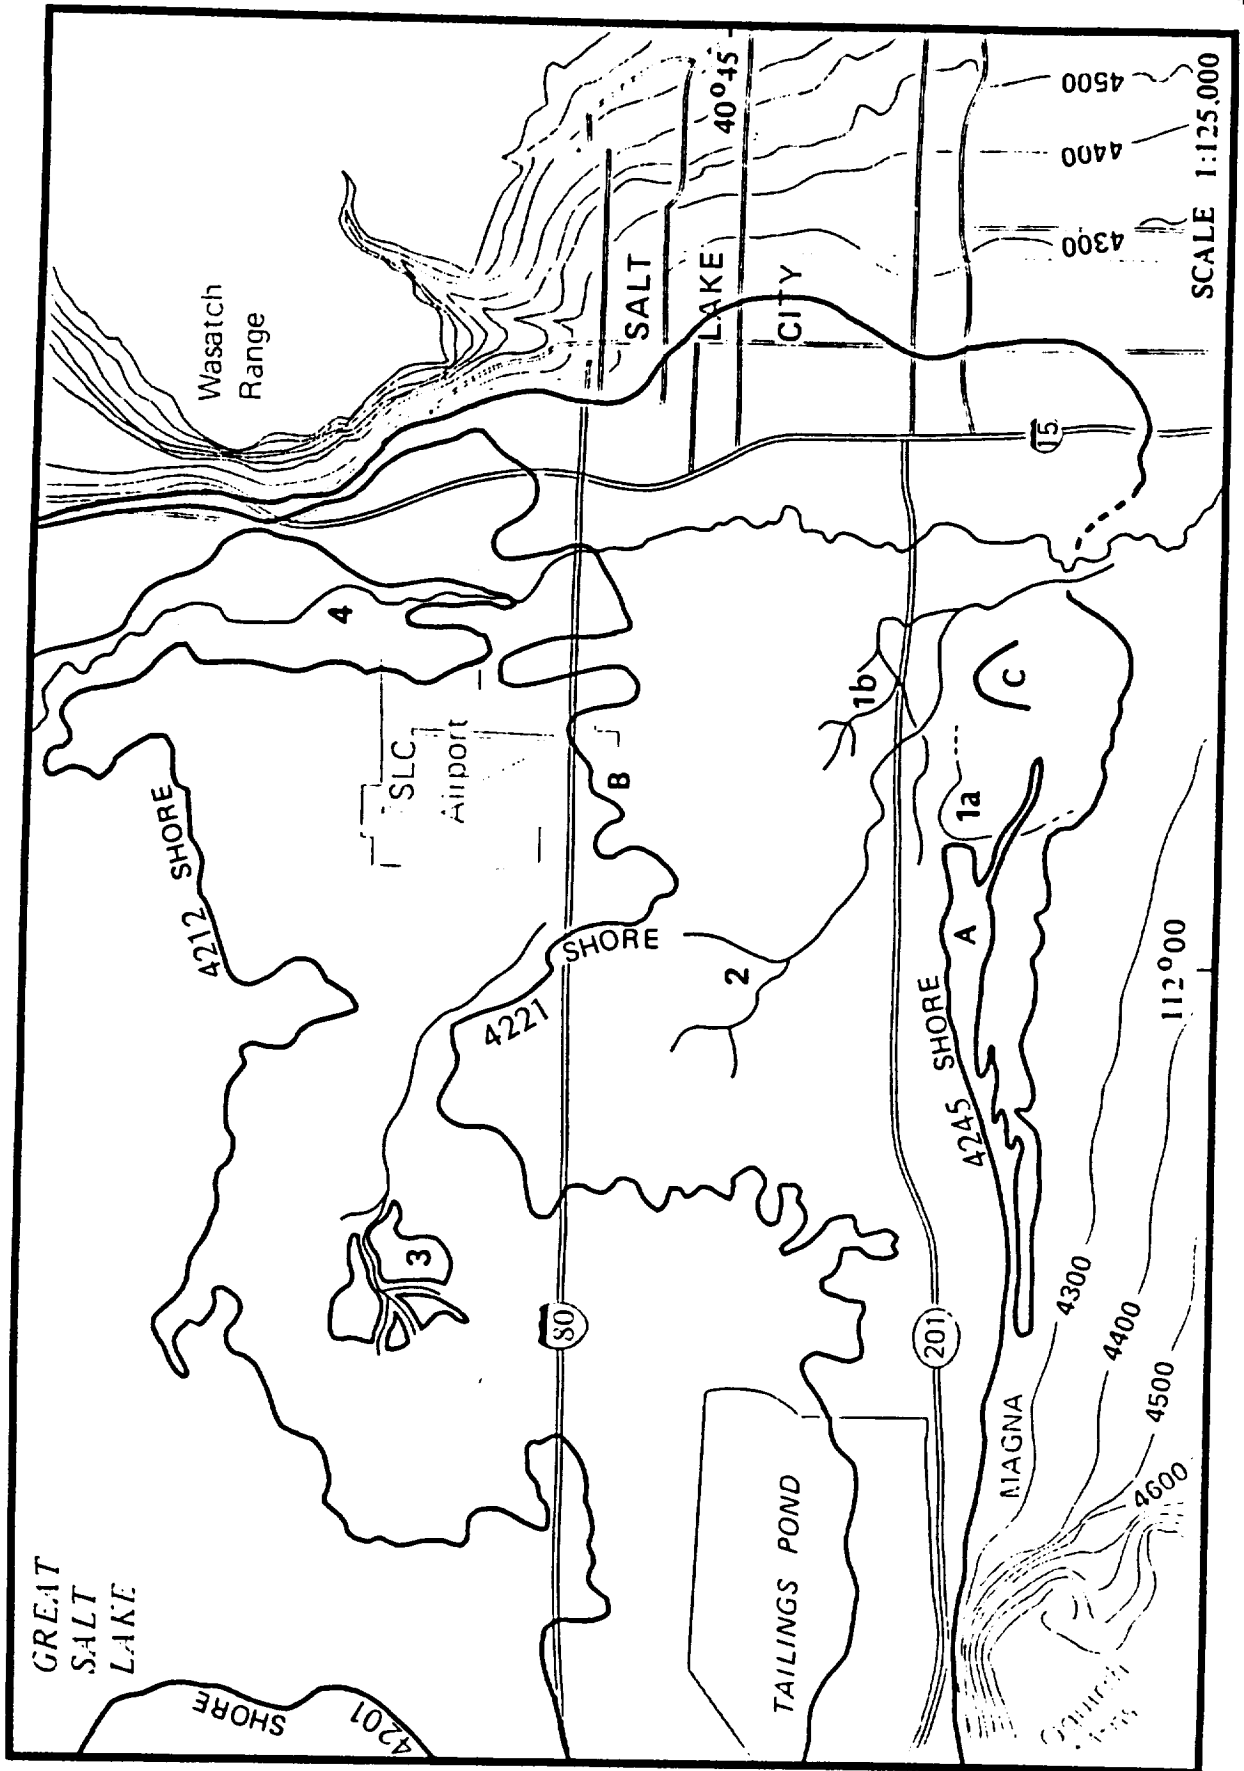 GREAT
SALT
LAKE
4201
SHORE
4212 SHORE
Wasatch
Range
4
SLC
Airport
3
4221
SHORE
B
80
SALT
LAKE
CITY
40°45
2
1b
TAILINGS POND
201
15
4245 SHORE
A
1a
C
MAGNA
4300
4400
4500
4600
4300
4400
4500
112°00
SCALE 1:125,000